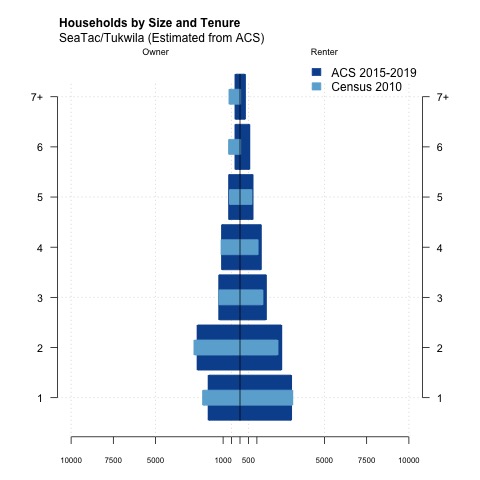 Households by Size and Tenure
SeaTac/Tukwila (Estimated from ACS)
Owner Renter
ACS 2015-2019
Census 2010
7+ 7+
6 6
5 5
4 4
3 3
2 2
1 1
10000 7500 5000 1000 500 5000 7500 10000